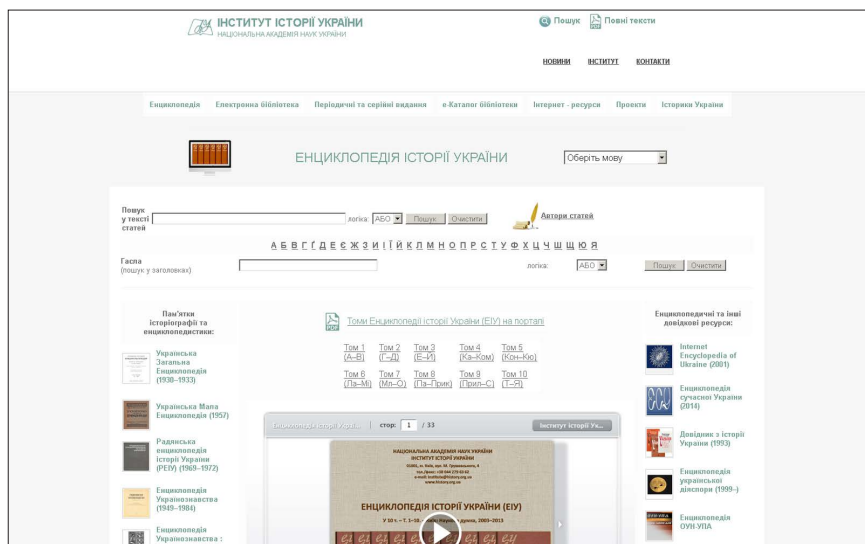 ІНСТИТУТ ІСТОРІЇ УКРАЇНИ
НАЦІОНАЛЬНА АКАДЕМІЯ НАУК УКРАЇНИ
Пошук Повні тексти
НОВИНИ ІНСТИТУТ КОНТАКТИ
Енциклопедія Електронна бібліотека Періодичні та серійні видання е-Каталог бібліотеки Інтернет - ресурси Проекти Історики України
ЕНЦИКЛОПЕДІЯ ІСТОРІЇ УКРАЇНИ
Оберіть мову
Пошук
у тексті
статей
логіка: АБО Пошук Очистити
Автори статей
А Б В Г Ґ Д Е Є Ж З И І Ї Й К Л М Н О П Р С Т У Ф Х Ц Ч Ш Щ Ю Я
Гасла
(пошук у заголовках)
логіка: АБО Пошук Очистити
Пам'ятки
історіографії та
енциклопедистики:
Українська
Загальна
Енциклопедія
(1930–1933)
Українська Мала
Енциклопедія (1957)
Радянська
енциклопедія
історії України
(РЕІУ) (1969–1972)
Енциклопедія
Українознавства
(1949–1984)
Енциклопедія
Українознавства :
Томи Енциклопедії історії України (ЕІУ) на порталі
Том 1 Том 2 Том 3 Том 4 Том 5
(А–В) (Г–Д) (Е–Й) (Ка–Ком) (Кон–Кю)
Том 6 Том 7 Том 8 Том 9 Том 10
(Ла–Мі) (Мл–О) (Па–Прик) (Прил–С) (Т–Я)
Енциклопедія історії Украї... стор: 1 / 33 Інститут історії Ук...
НАЦІОНАЛЬНА АКАДЕМІЯ НАУК УКРАЇНИ
ІНСТИТУТ ІСТОРІЇ УКРАЇНИ
ЕНЦИКЛОПЕДІЯ ІСТОРІЇ УКРАЇНИ (ЕІУ)
Енциклопедичні та інші
довідкові ресурси:
Internet
Encyclopedia of
Ukraine (2001)
Енциклопедія
сучасної України
(2014)
Довідник з історії
України (1993)
Енциклопедія
української
діяспори (1999–)
Енциклопедія
ОУН-УПА